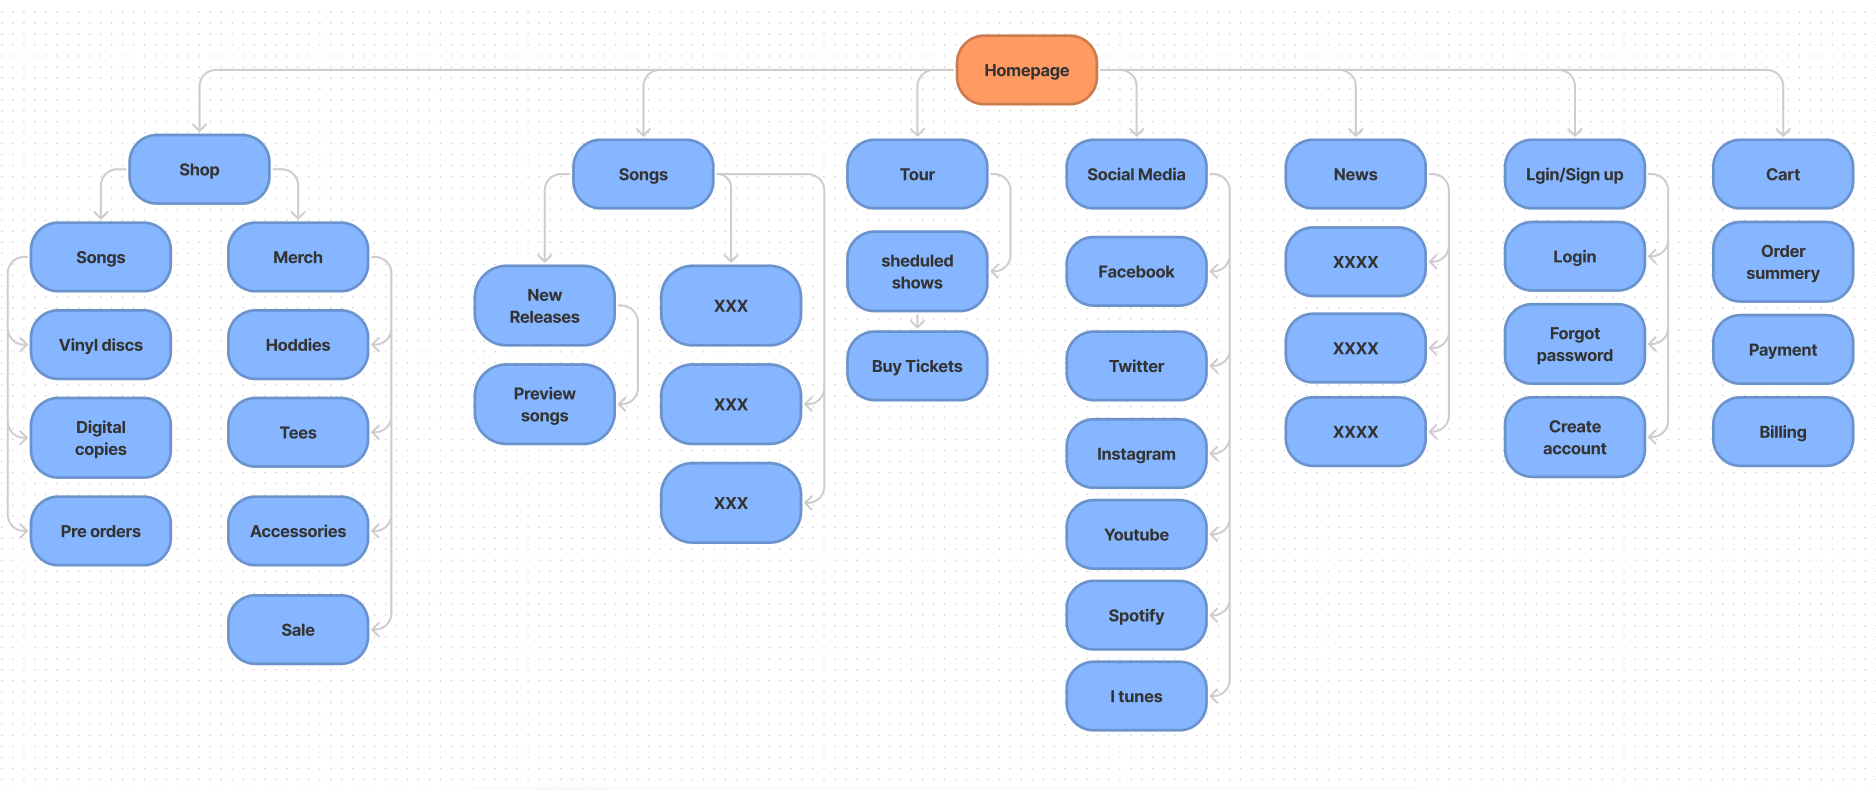 Homepage
Shop
Songs
Tour
Social Media
News
Lgin/Sign up
Cart
Songs
Vinyl discs
Digital
copies
Pre orders
Merch
Hoddies
Tees
Accessories
Sale
New
Releases
Preview
songs
XXX
XXX
XXX
sheduled
shows
Buy Tickets
Facebook
Twitter
Instagram
Youtube
Spotify
I tunes
XXXX
XXXX
XXXX
Login
Forgot
password
Create
account
Order
summery
Payment
Billing